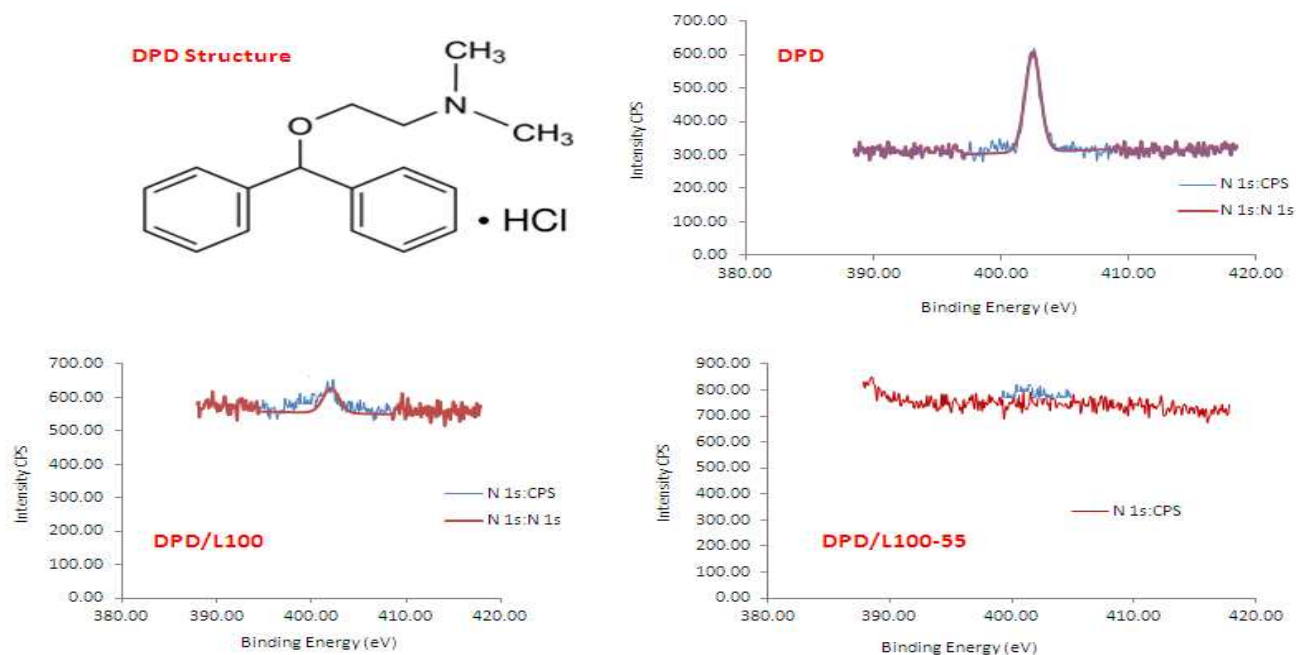 DPD Structure
CH3
N
CH3
O
• HCl
DPD
700.00
600.00
500.00
400.00
300.00
200.00
100.00
0.00
Intensity CPS
380.00 390.00 400.00 410.00 420.00
Binding Energy (eV)
N 1s:CPS
N 1s:N 1s
700.00
600.00
500.00
400.00
300.00
200.00
100.00
0.00
Intensity CPS
380.00 390.00 400.00 410.00 420.00
Binding Energy (eV)
N 1s:CPS
N 1s:N 1s
DPD/L100
900.00
800.00
700.00
600.00
500.00
400.00
300.00
200.00
100.00
0.00
Intensity CPS
380.00 390.00 400.00 410.00 420.00
Binding Energy (eV)
N 1s:CPS
DPD/L100-55